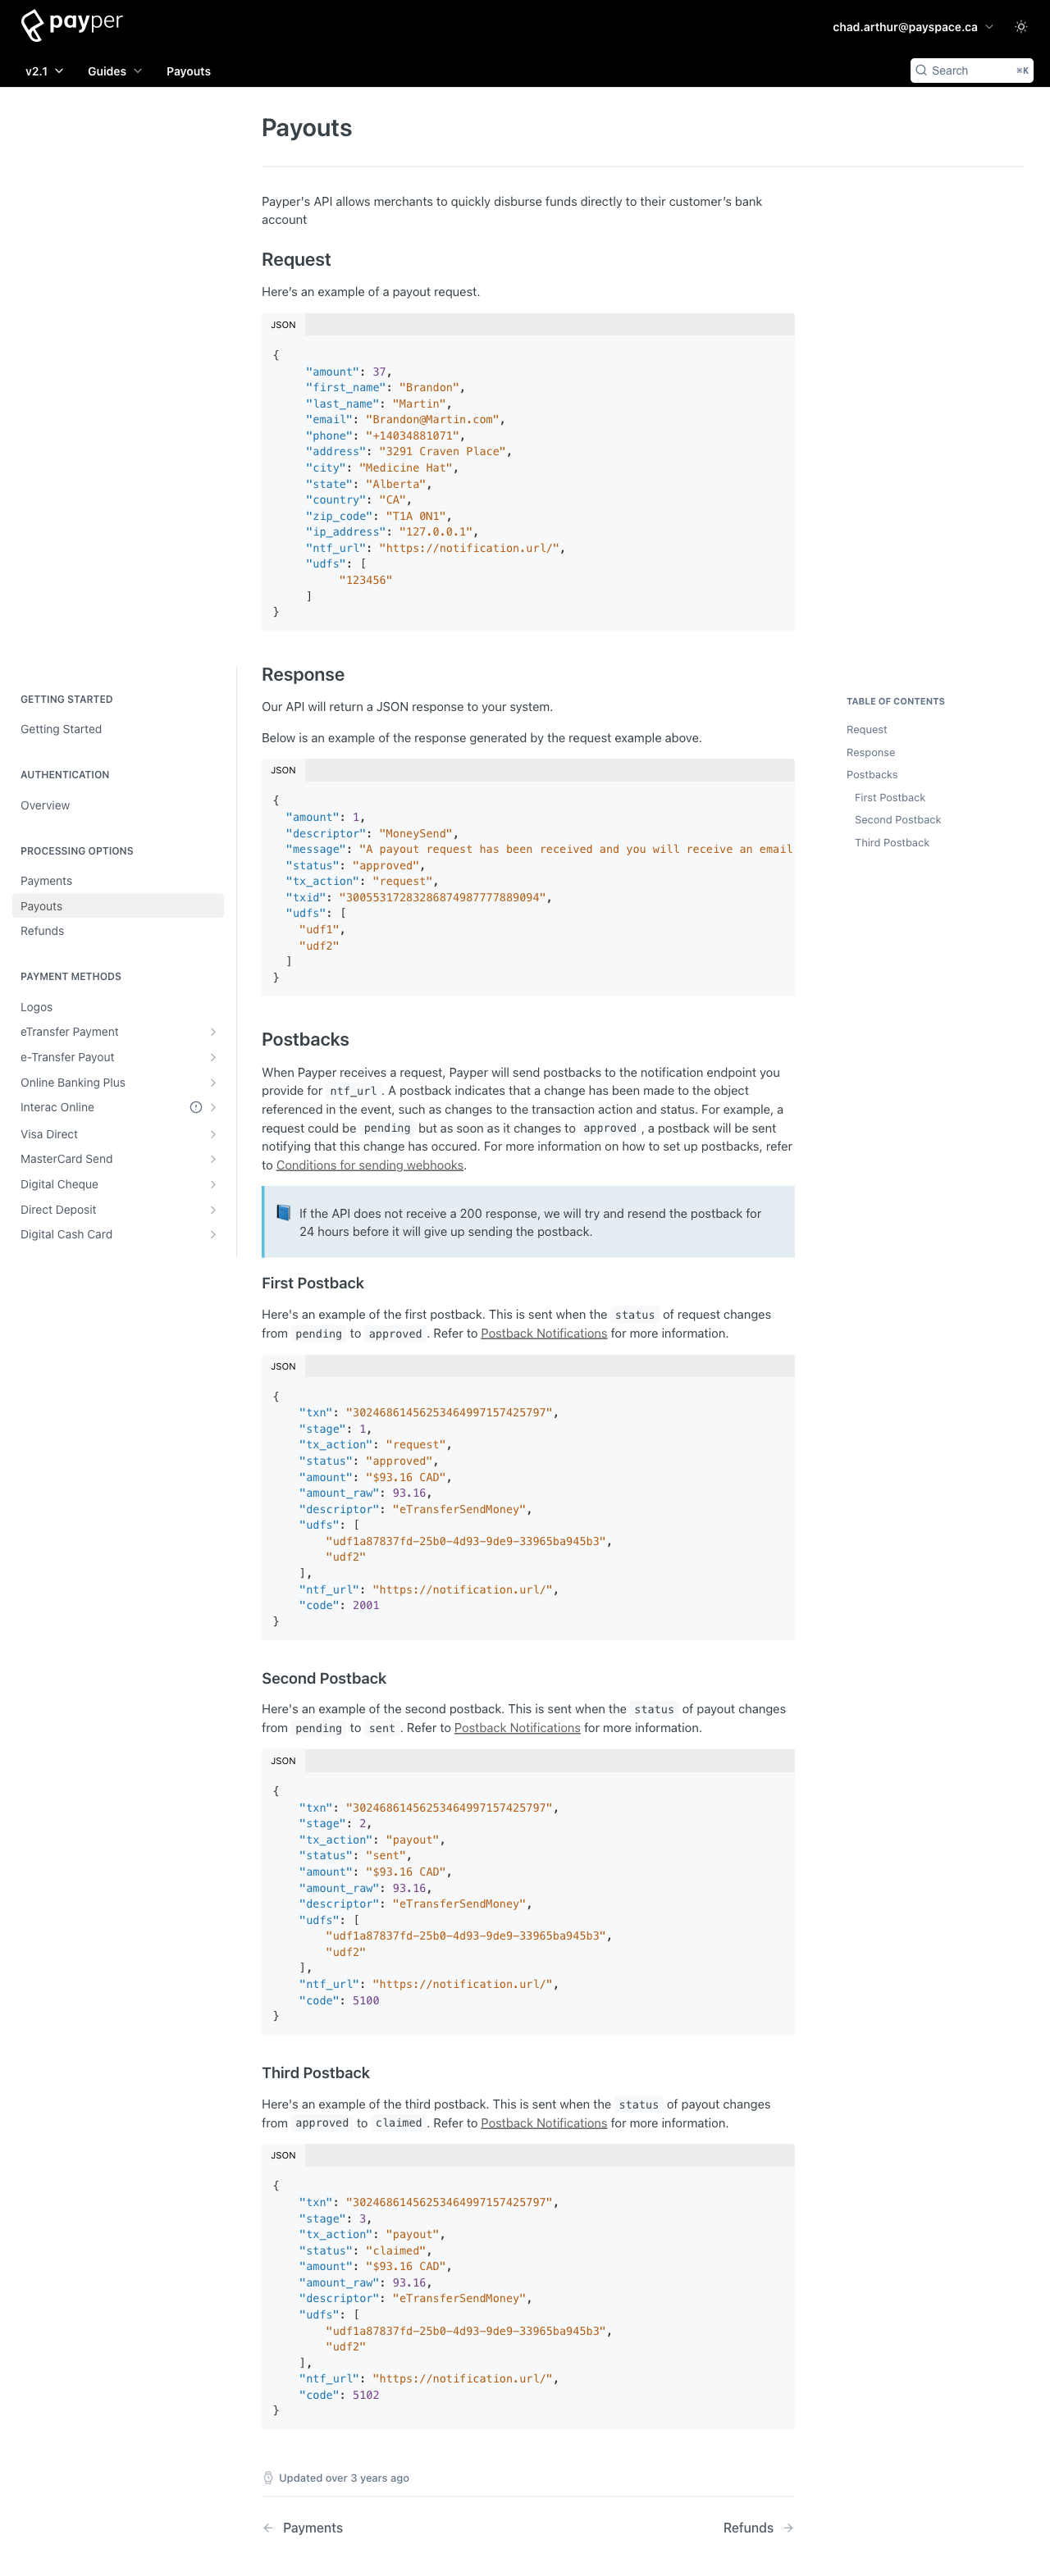 payper
chad.arthur@payspace.ca
v2.1
Guides
Payouts
Search
⌘K
Payouts
Payper's API allows merchants to quickly disburse funds directly to their customer’s bank
account
Request
Here’s an example of a payout request.
JSON
{
"amount": 37,
"first_name": "Brandon",
"last_name": "Martin",
"email": "Brandon@Martin.com",
"phone": "+14034881071",
"address": "3291 Craven Place",
"city": "Medicine Hat",
"state": "Alberta",
"country": "CA",
"zip_code": "T1A 0N1",
"ip_address": "127.0.0.1",
"ntf_url": "https://notification.url/",
"udfs": [
"123456"
]
}
GETTING STARTED
Getting Started
AUTHENTICATION
Overview
PROCESSING OPTIONS
Payments
Payouts
Refunds
PAYMENT METHODS
Logos
eTransfer Payment
e-Transfer Payout
Online Banking Plus
Interac Online
Visa Direct
MasterCard Send
Digital Cheque
Direct Deposit
Digital Cash Card
Response
Our API will return a JSON response to your system.
Below is an example of the response generated by the request example above.
JSON
{
"amount": 1,
"descriptor": "MoneySend",
"message": "A payout request has been received and you will receive an email
"status": "approved",
"tx_action": "request",
"txid": "30055317283286874987777889094",
"udfs": [
"udf1",
"udf2"
]
}
TABLE OF CONTENTS
Request
Response
Postbacks
First Postback
Second Postback
Third Postback
Postbacks
When Payper receives a request, Payper will send postbacks to the notification endpoint you
provide for ntf_url. A postback indicates that a change has been made to the object
referenced in the event, such as changes to the transaction action and status. For example, a
request could be pending but as soon as it changes to approved, a postback will be sent
notifying that this change has occured. For more information on how to set up postbacks, refer
to Conditions for sending webhooks.
If the API does not receive a 200 response, we will try and resend the postback for
24 hours before it will give up sending the postback.
First Postback
Here's an example of the first postback. This is sent when the status of request changes
from pending to approved. Refer to Postback Notifications for more information.
JSON
{
"txn": "30246861456253464997157425797",
"stage": 1,
"tx_action": "request",
"status": "approved",
"amount": "$93.16 CAD",
"amount_raw": 93.16,
"descriptor": "eTransferSendMoney",
"udfs": [
"udf1a87837fd-25b0-4d93-9de9-33965ba945b3",
"udf2"
],
"ntf_url": "https://notification.url/",
"code": 2001
}
Second Postback
Here's an example of the second postback. This is sent when the status of payout changes
from pending to sent. Refer to Postback Notifications for more information.
JSON
{
"txn": "30246861456253464997157425797",
"stage": 2,
"tx_action": "payout",
"status": "sent",
"amount": "$93.16 CAD",
"amount_raw": 93.16,
"descriptor": "eTransferSendMoney",
"udfs": [
"udf1a87837fd-25b0-4d93-9de9-33965ba945b3",
"udf2"
],
"ntf_url": "https://notification.url/",
"code": 5100
}
Third Postback
Here's an example of the third postback. This is sent when the status of payout changes
from approved to claimed. Refer to Postback Notifications for more information.
JSON
{
"txn": "30246861456253464997157425797",
"stage": 3,
"tx_action": "payout",
"status": "claimed",
"amount": "$93.16 CAD",
"amount_raw": 93.16,
"descriptor": "eTransferSendMoney",
"udfs": [
"udf1a87837fd-25b0-4d93-9de9-33965ba945b3",
"udf2"
],
"ntf_url": "https://notification.url/",
"code": 5102
}
Updated over 3 years ago
← Payments
Refunds →